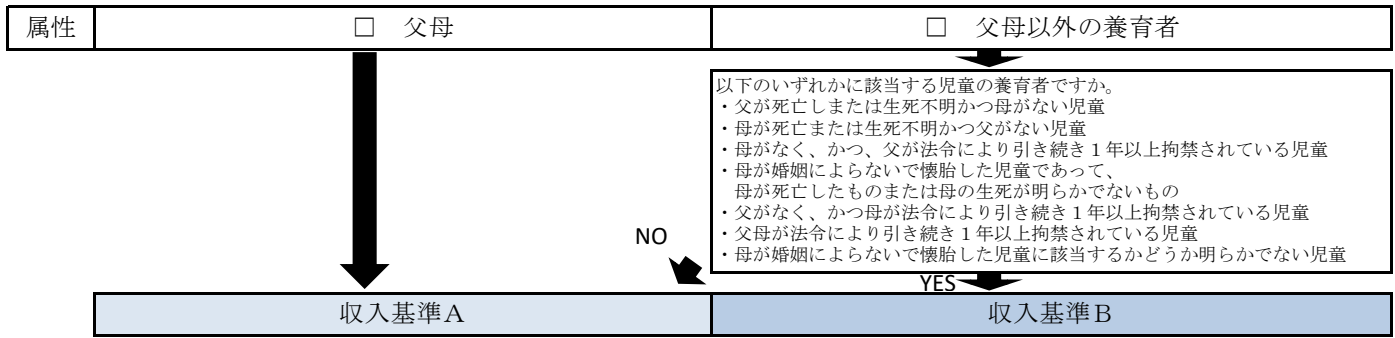 属性 □ 父母 □ 父母以外の養育者
以下のいずれかに該当する児童の養育者ですか。
・父が死亡しまたは生死不明かつ母がない児童
・母が死亡または生死不明かつ父がない児童
・母がなく、かつ、父が法令により引き続き１年以上拘禁されている児童
・母が婚姻によらないで懐胎した児童であって、
母が死亡したものまたは母の生死が明らかでないもの
・父がなく、かつ母が法令により引き続き１年以上拘禁されている児童
・父母が法令により引き続き１年以上拘禁されている児童
・母が婚姻によらないで懐胎した児童に該当するかどうか明らかでない児童
NO
YES
収入基準Ａ 収入基準Ｂ